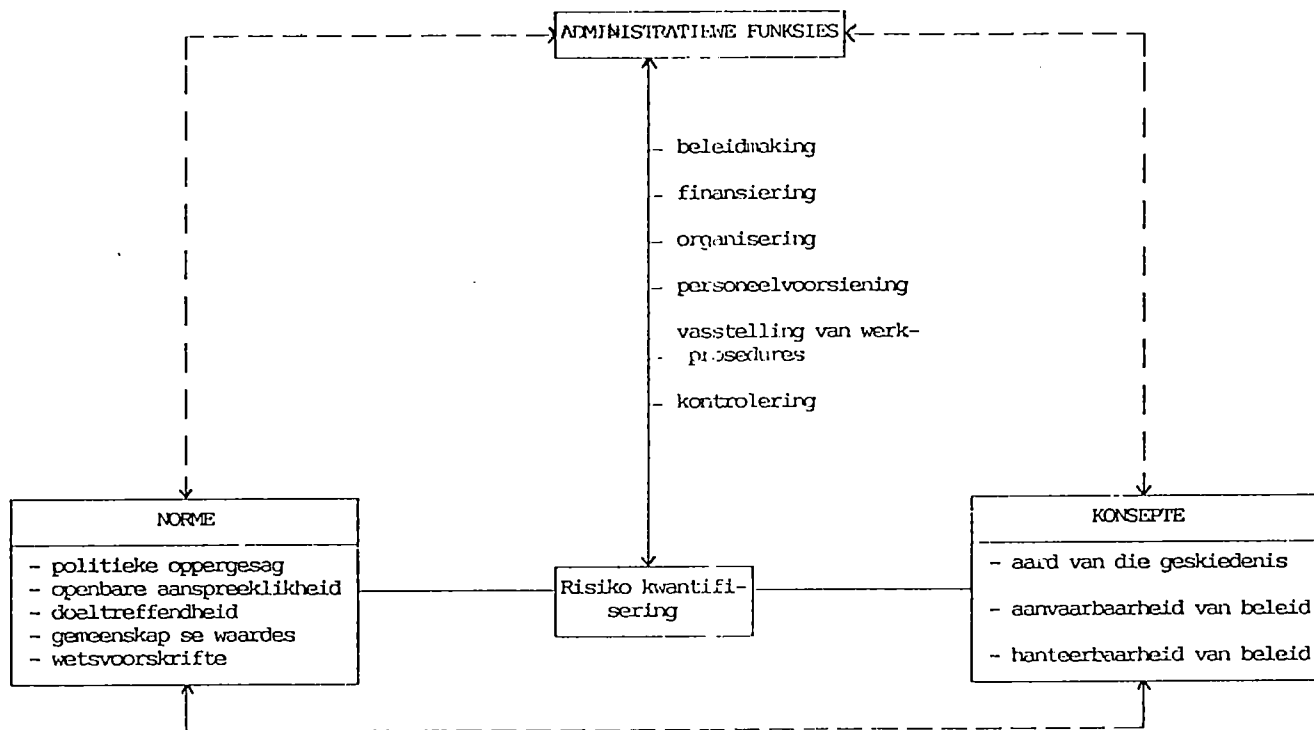 ADMINISTRATIEWE FUNKSIES
- beleidmaking
- finansiering
- organisering
- personeelvoorsiening
vasstelling van werk-
- prosedures
- kontrolering
NORME
- politieke oppergesag
- openbare aanspreeklikheid
- doeltreffendheid
- gemeenskap se waardes
- wetsvoorskrifte
Risiko kwantifi-
sering
KONSEPTE
- aard van die geskiedenis
- aanvaarbaarheid van beleid
- hanteerbaarheid van beleid